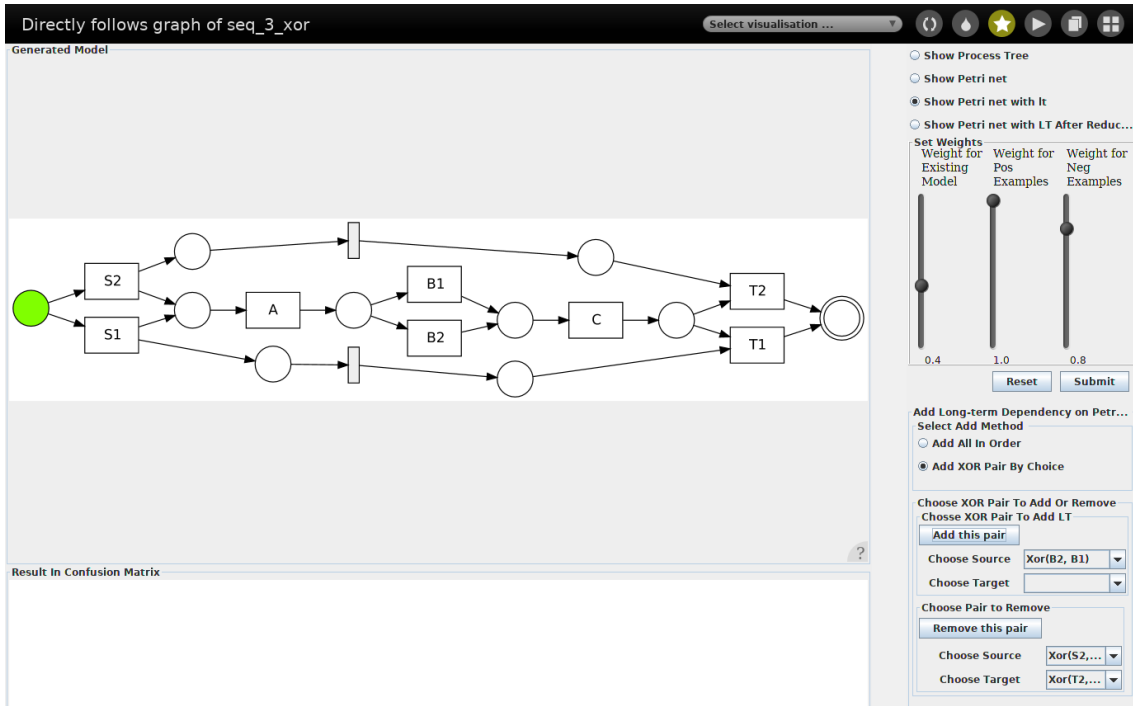 Directly follows graph of seq_3_xor
Select visualisation ...
Generated Model
S2
S1
A
B1
B2
C
T2
T1
?
Result In Confusion Matrix
Show Process Tree
Show Petri net
Show Petri net with lt
Show Petri net with LT After Reduc...
Set Weights
Weight for Existing Model
Weight for Pos Examples
Weight for Neg Examples
0.4
1.0
0.8
Reset
Submit
Add Long-term Dependency on Petr...
Select Add Method
Add All In Order
Add XOR Pair By Choice
Choose XOR Pair To Add Or Remove
Chosse XOR Pair To Add LT
Add this pair
Choose Source
Xor(B2, B1)
Choose Target
Choose Pair to Remove
Remove this pair
Choose Source
Xor(S2,...
Choose Target
Xor(T2,...